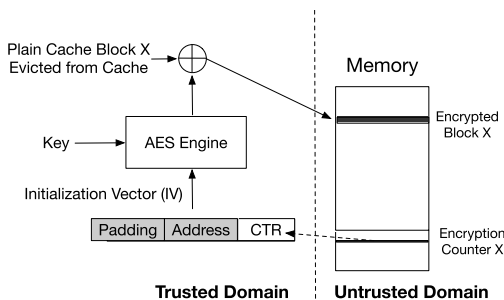 Plain Cache Block X
Evicted from Cache
Memory
Encrypted
Block X
Key
AES Engine
Initialization Vector (IV)
Padding
Address
CTR
Encryption
Counter X
Trusted Domain
Untrusted Domain